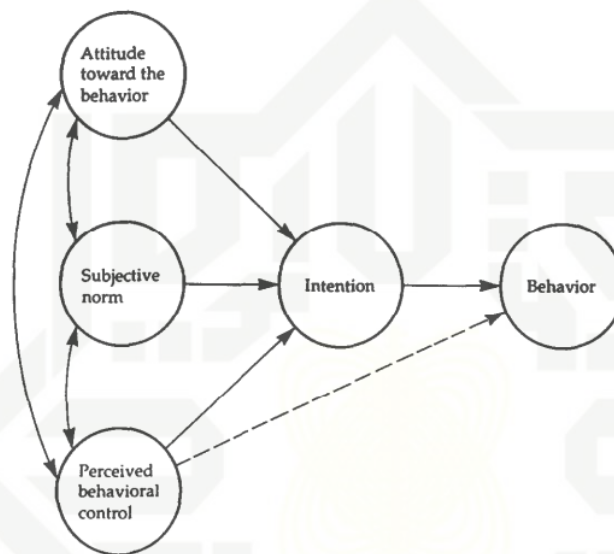 Attitude
toward the
behavior
Subjective
norm
Intention
Behavior
Perceived
behavioral
control